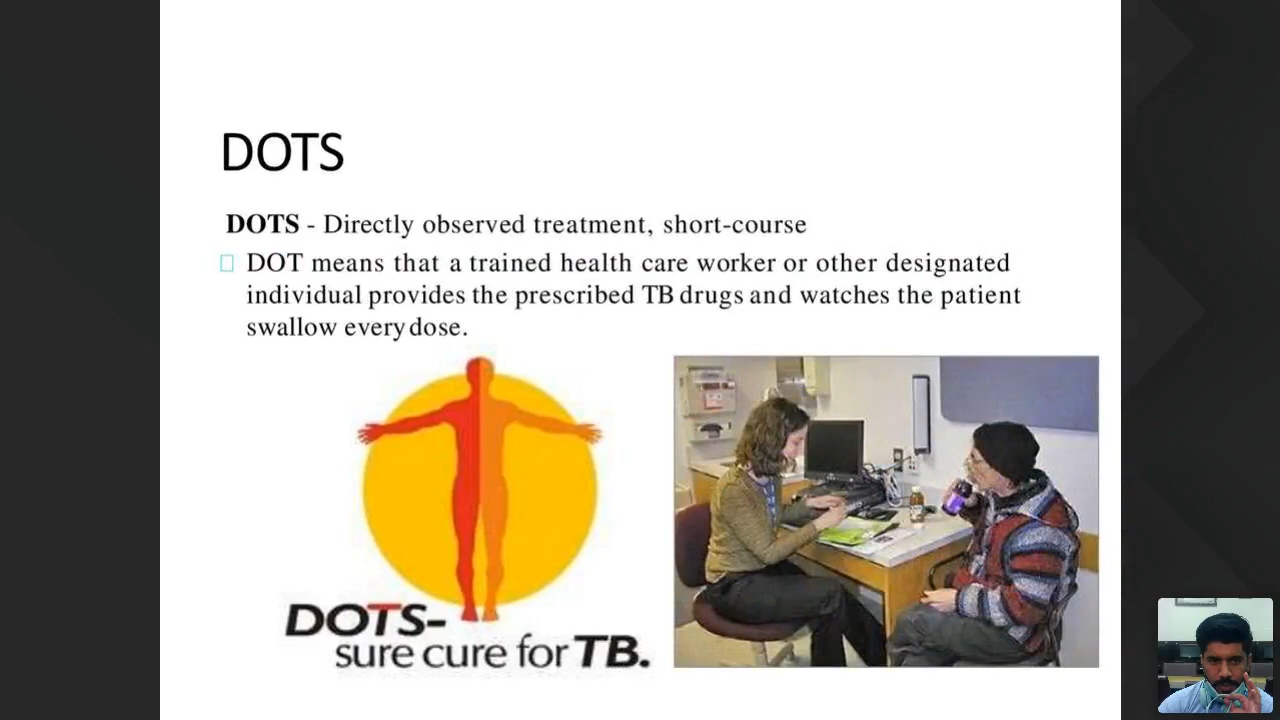 DOTS
DOTS - Directly observed treatment, short-course
DOT means that a trained health care worker or other designated
individual provides the prescribed TB drugs and watches the patient
swallow every dose.
DOTS-
sure cure for TB.